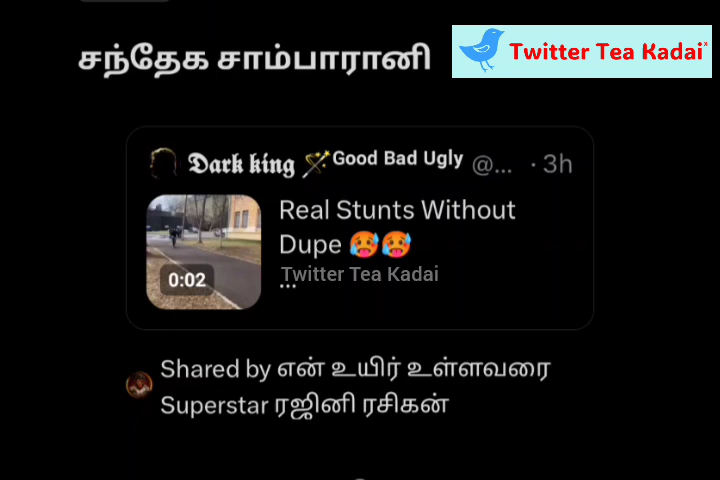 சந்தேக சாம்பாரானி
Twitter Tea Kadai
𝕯𝖆𝖗𝖐 𝖐𝖎𝖓𝖌 Good Bad Ugly @... · 3h
Real Stunts Without
Dupe 🥵🥵
0:02
Twitter Tea Kadai
...
Shared by என் உயிர் உள்ளவரை
Superstar ரஜினி ரசிகன்